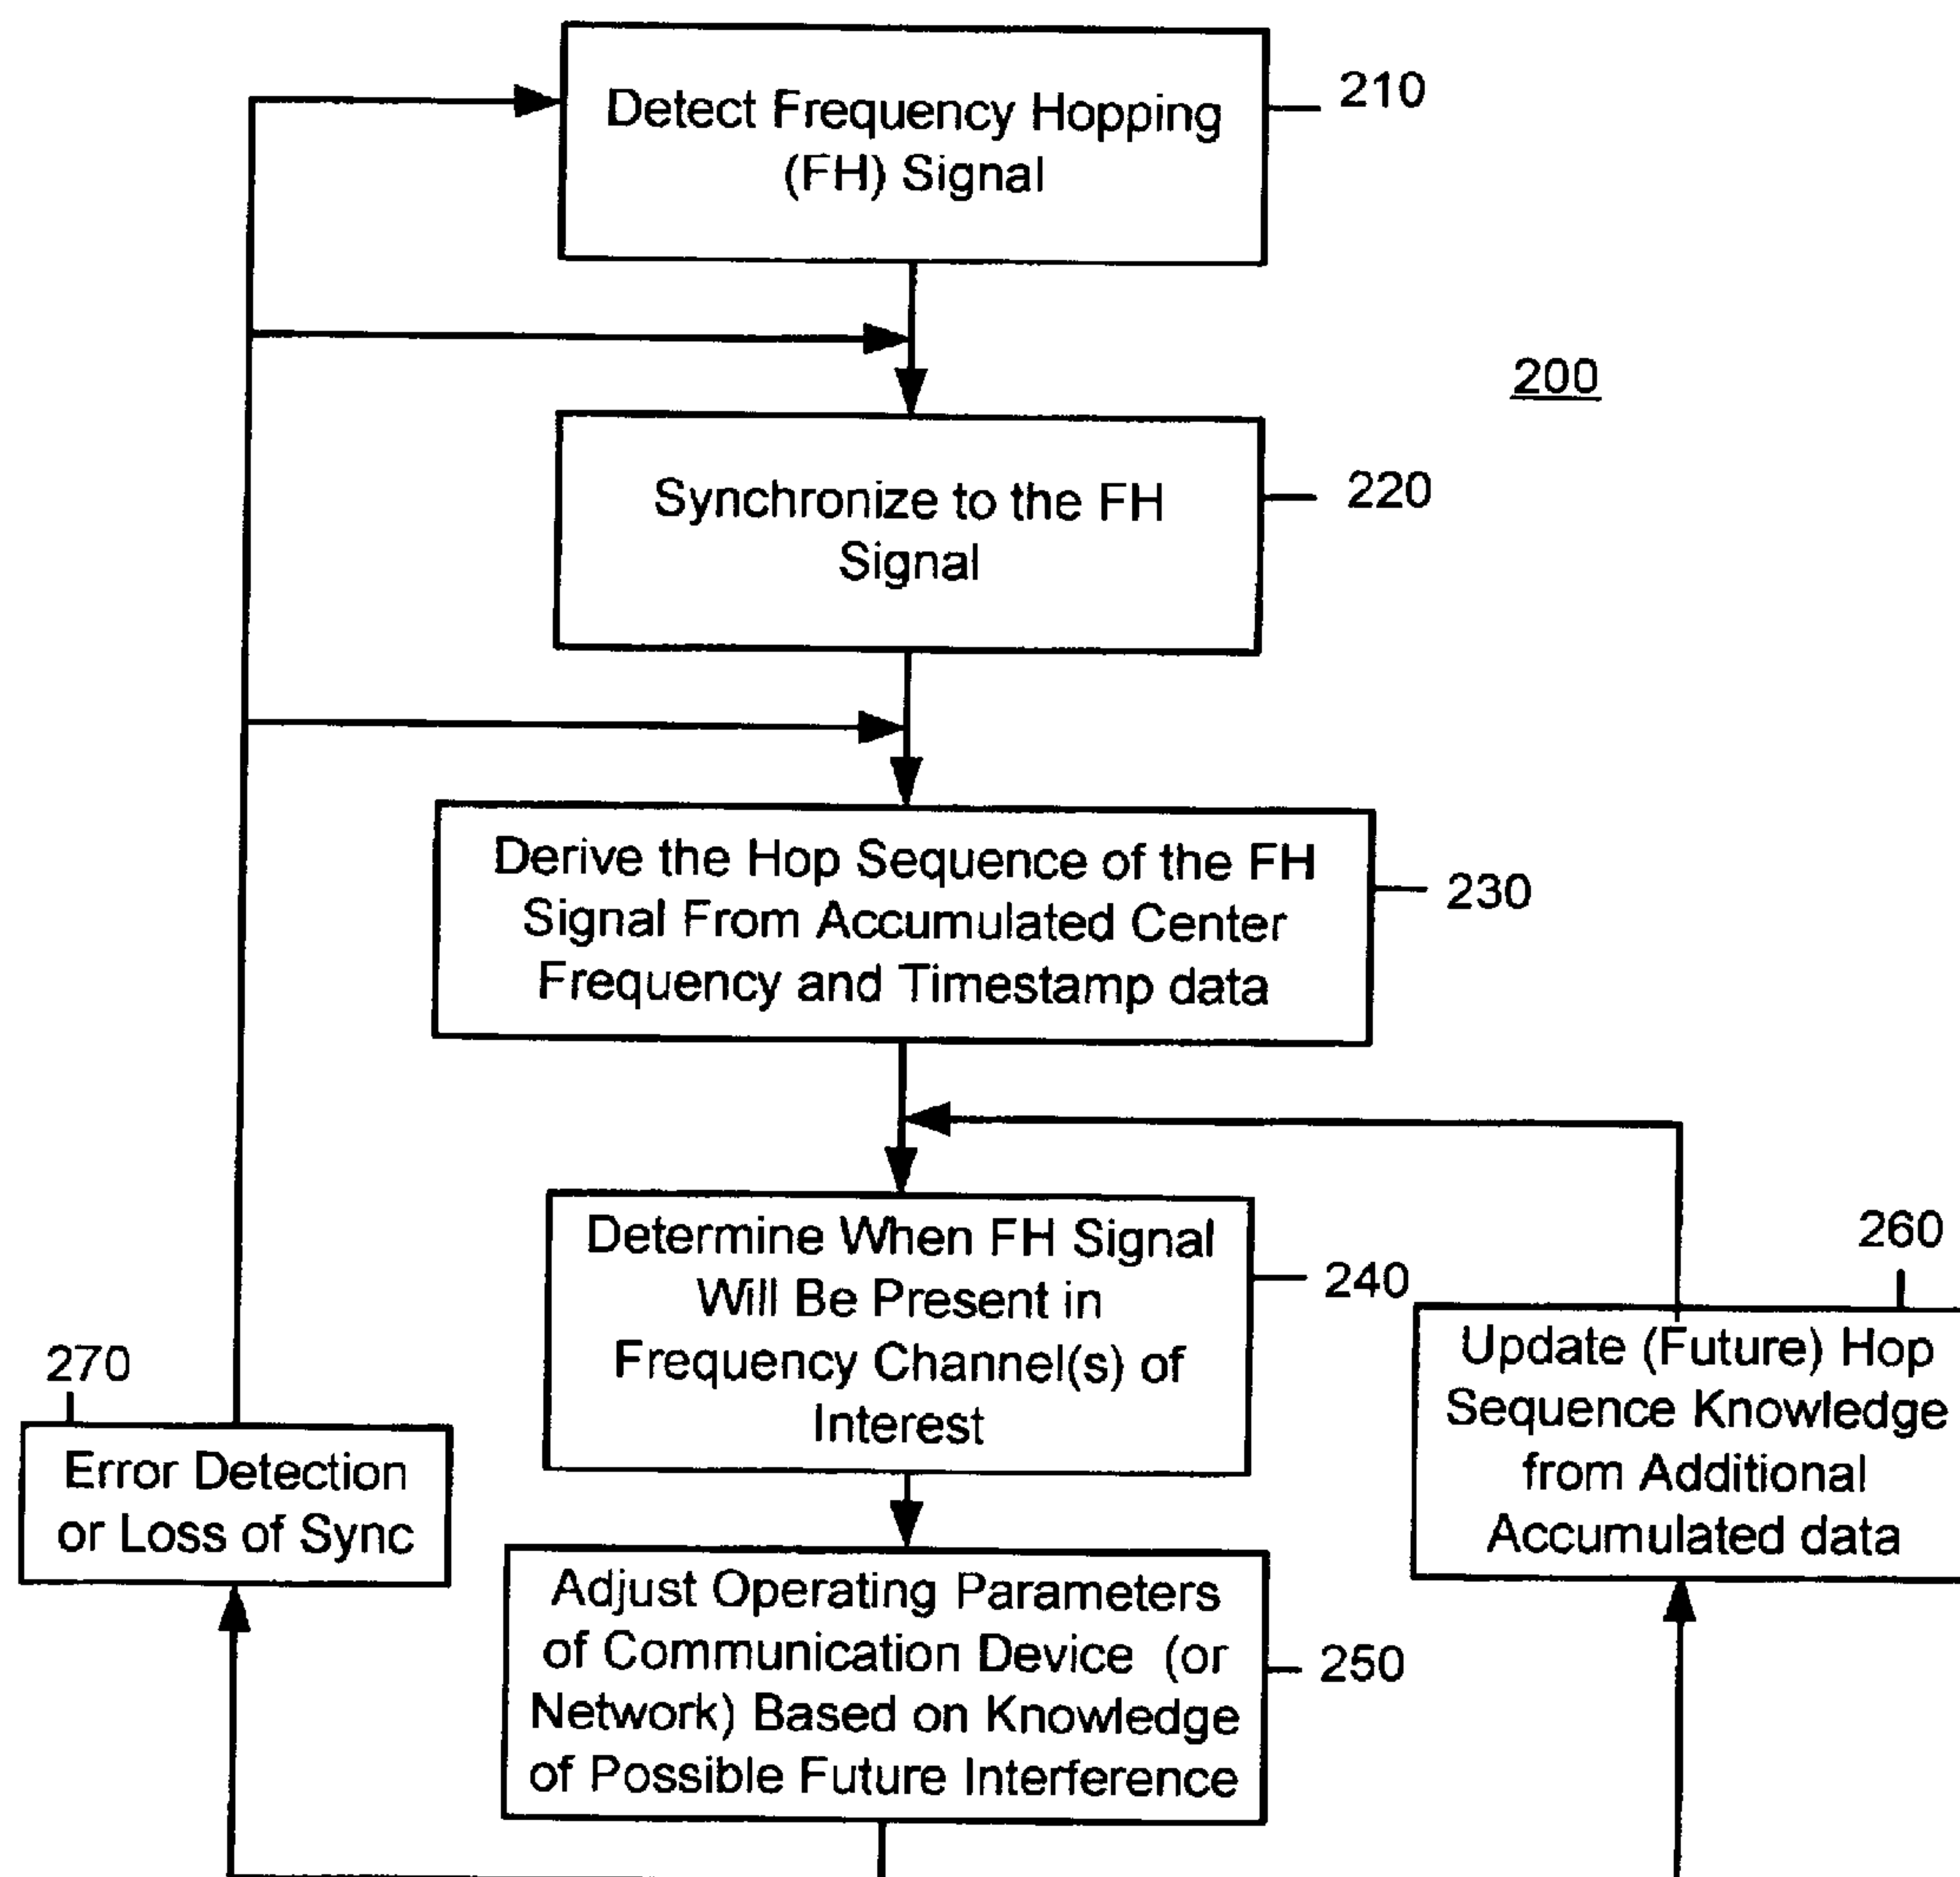 Detect Frequency Hopping
(FH) Signal
210
200
Synchronize to the FH
Signal
220
Derive the Hop Sequence of the FH
Signal From Accumulated Center
Frequency and Timestamp data
230
Determine When FH Signal
Will Be Present in
Frequency Channel(s) of
Interest
240
260
Update (Future) Hop
Sequence Knowledge
from Additional
Accumulated data
270
Error Detection
or Loss of Sync
Adjust Operating Parameters
of Communication Device (or
Network) Based on Knowledge
of Possible Future Interference
250